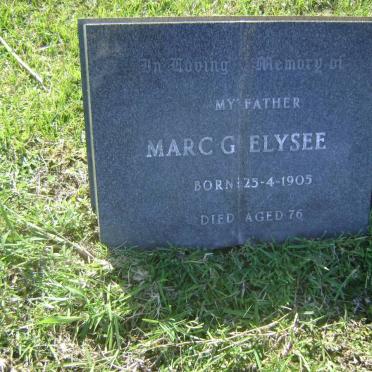 In Loving Memory of
MY FATHER
MARC G ELYSEE
BORN 25-4-1905
DIED AGED 76